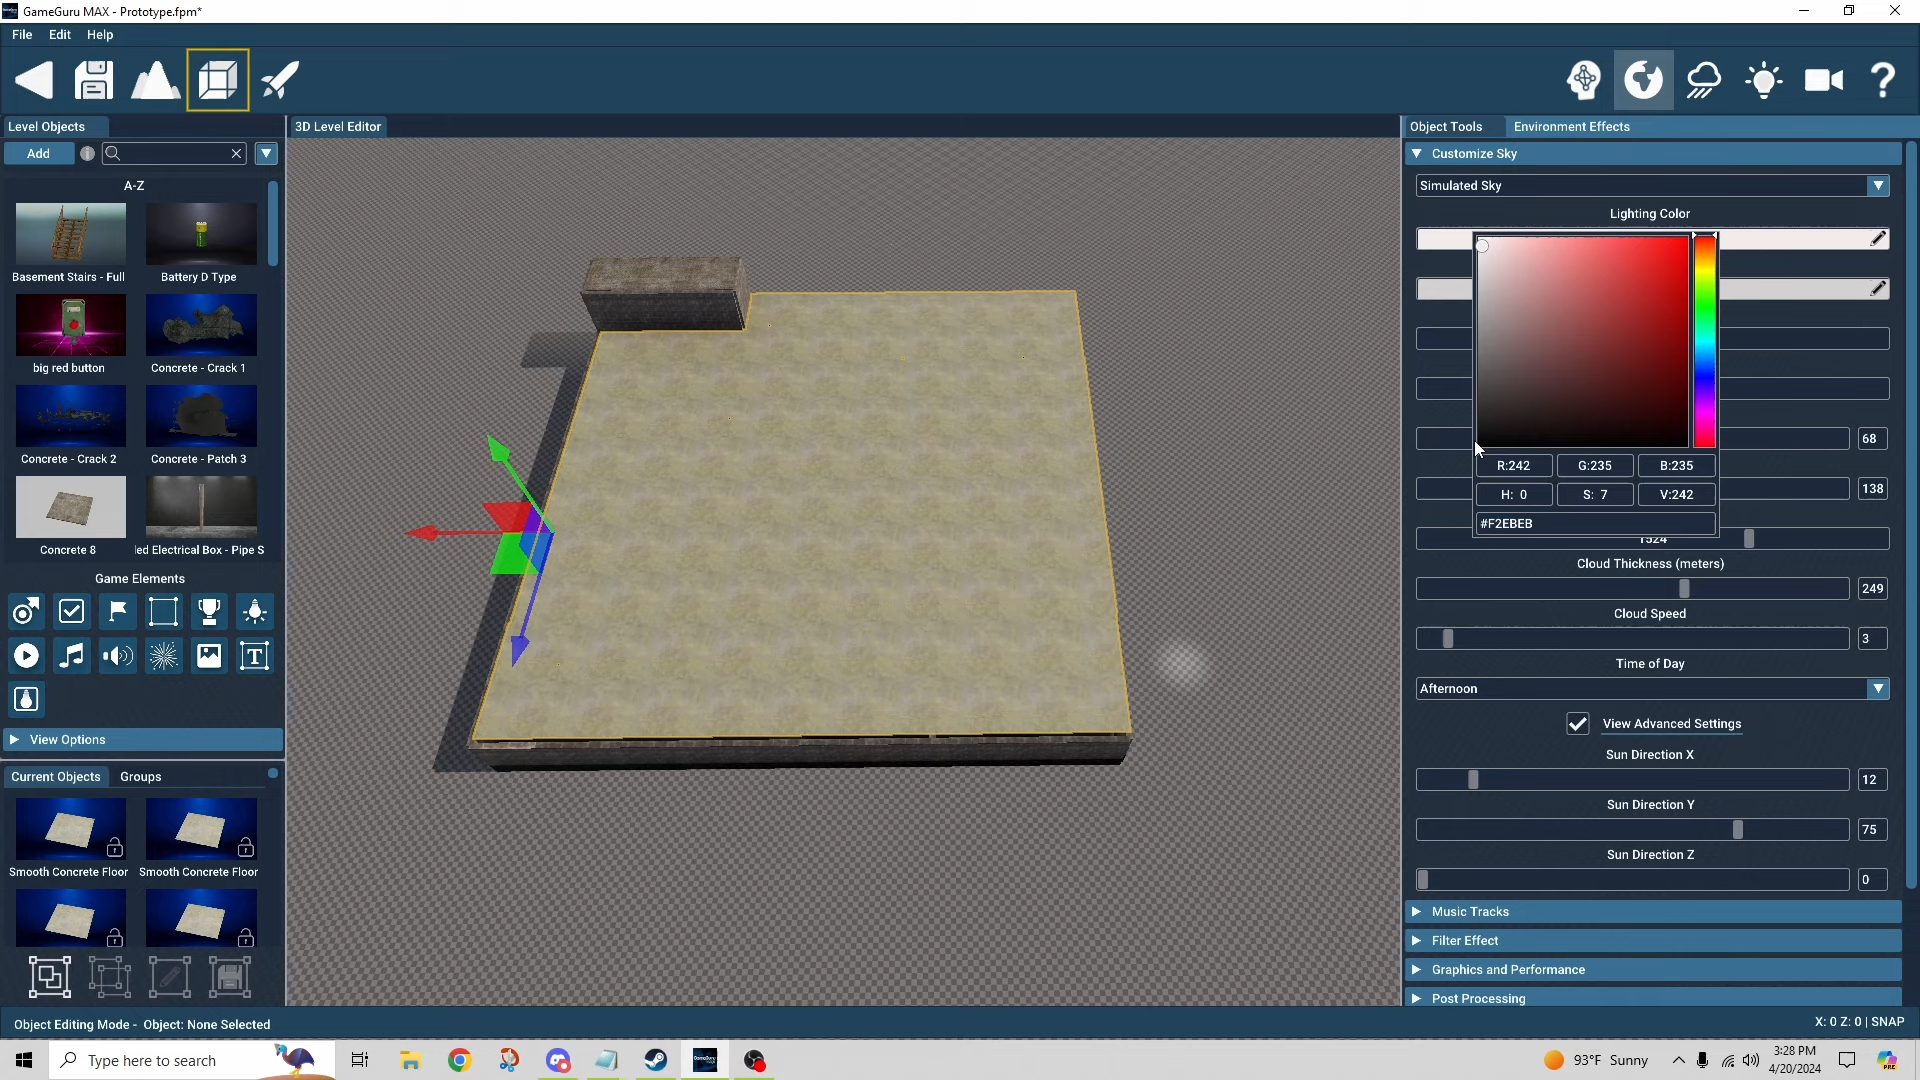 GameGuru MAX - Prototype.fpm*
File Edit Help
Level Objects
3D Level Editor
Object Tools
Environment Effects
Add
A-Z
Basement Stairs - Full
Battery D Type
big red button
Concrete - Crack 1
Concrete - Crack 2
Concrete - Patch 3
Concrete 8
led Electrical Box - Pipe S
Game Elements
View Options
Current Objects
Groups
Smooth Concrete Floor
Smooth Concrete Floor
Customize Sky
Simulated Sky
Lighting Color
R:242 G:235 B:235
H: 0 S: 7 V:242
#F2EBEB
68
138
1524
Cloud Thickness (meters)
249
Cloud Speed
3
Time of Day
Afternoon
View Advanced Settings
Sun Direction X
12
Sun Direction Y
75
Sun Direction Z
0
Music Tracks
Filter Effect
Graphics and Performance
Post Processing
Object Editing Mode - Object: None Selected
X: 0 Z: 0 | SNAP
Type here to search
93°F Sunny
3:28 PM
4/20/2024